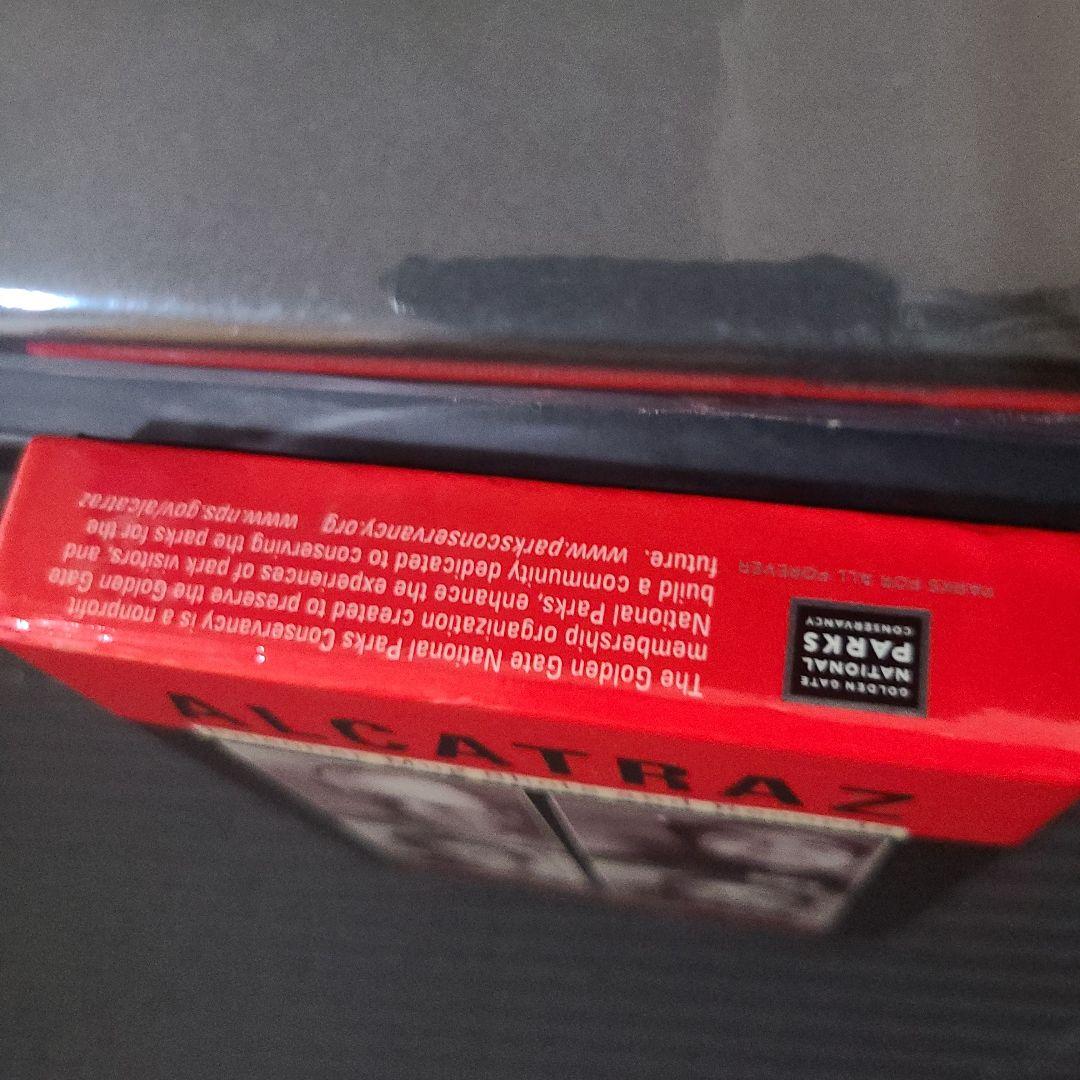 The Golden Gate National Parks Conservancy is a nonprofit
membership organization created to preserve the Golden Gate
National Parks, enhance the experiences of park visitors, and
build a community dedicated to conserving the parks for the
future. www.parksconservancy.org www.nps.gov/alcatraz
GOLDEN GATE
NATIONAL
PARKS
CONSERVANCY
PARKS FOR ALL FOREVER
ALCATRAZ